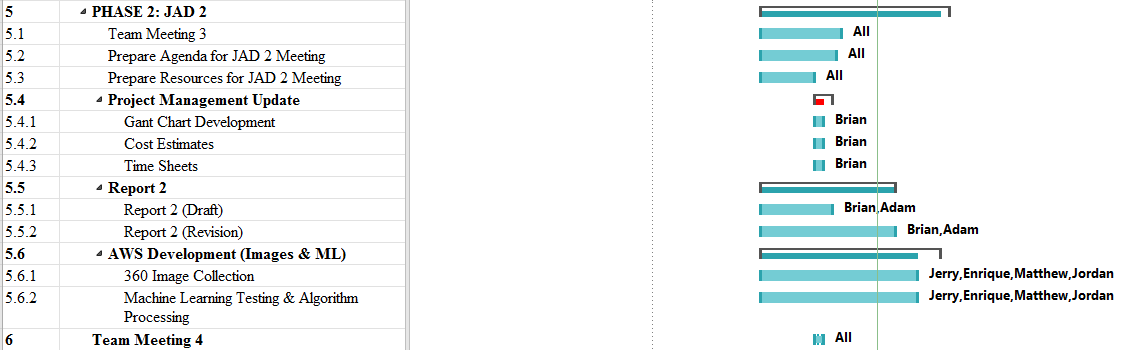 5 PHASE 2: JAD 2
5.1 Team Meeting 3 All
5.2 Prepare Agenda for JAD 2 Meeting All
5.3 Prepare Resources for JAD 2 Meeting All
5.4 Project Management Update
5.4.1 Gant Chart Development Brian
5.4.2 Cost Estimates Brian
5.4.3 Time Sheets Brian
5.5 Report 2
5.5.1 Report 2 (Draft) Brian,Adam
5.5.2 Report 2 (Revision) Brian,Adam
5.6 AWS Development (Images & ML)
5.6.1 360 Image Collection Jerry,Enrique,Matthew,Jordan
5.6.2 Machine Learning Testing & Algorithm Jerry,Enrique,Matthew,Jordan
Processing
6 Team Meeting 4 All